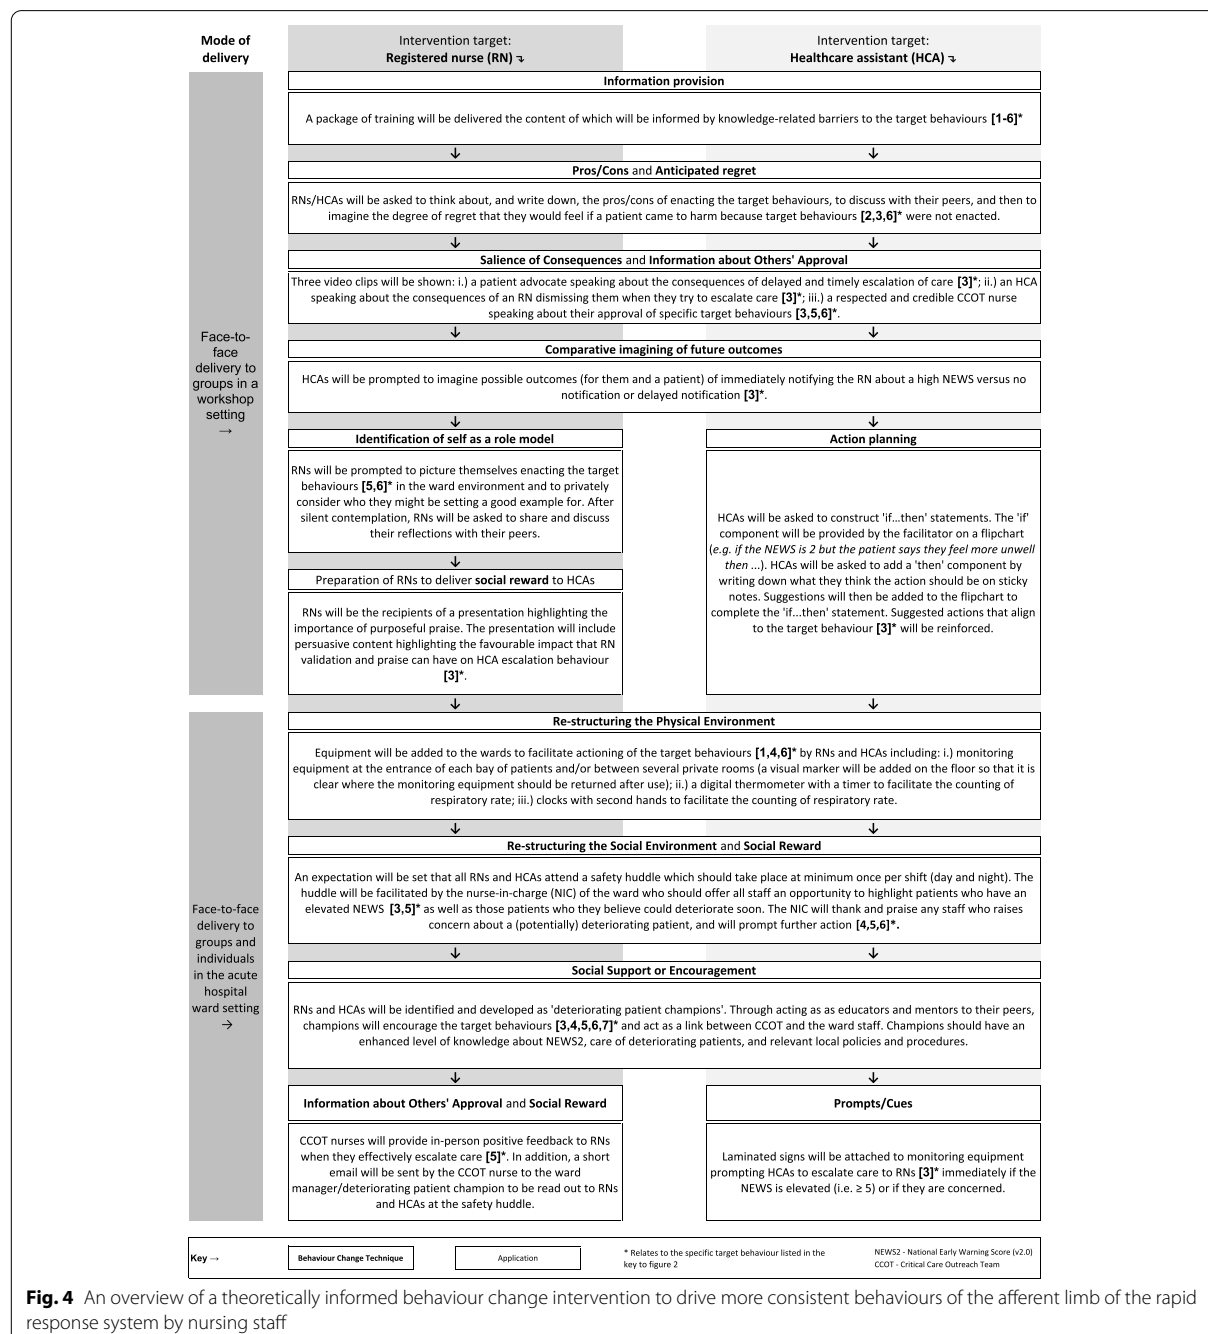 Mode of
delivery
Intervention target:
Registered nurse (RN) ↴
Intervention target:
Healthcare assistant (HCA) ↴
Face-to-
face
delivery to
groups in a
workshop
setting
→
Information provision
A package of training will be delivered the content of which will be informed by knowledge-related barriers to the target behaviours [1-6]*
↓ ↓
Pros/Cons and Anticipated regret
RNs/HCAs will be asked to think about, and write down, the pros/cons of enacting the target behaviours, to discuss with their peers, and then to
imagine the degree of regret that they would feel if a patient came to harm because target behaviours [2,3,6]* were not enacted.
↓ ↓
Salience of Consequences and Information about Others' Approval
Three video clips will be shown: i.) a patient advocate speaking about the consequences of delayed and timely escalation of care [3]*; ii.) an HCA
speaking about the consequences of an RN dismissing them when they try to escalate care [3]*; iii.) a respected and credible CCOT nurse
speaking about their approval of specific target behaviours [3,5,6]*.
↓ ↓
Comparative imagining of future outcomes
HCAs will be prompted to imagine possible outcomes (for them and a patient) of immediately notifying the RN about a high NEWS versus no
notification or delayed notification [3]*.
↓ ↓
Identification of self as a role model
RNs will be prompted to picture themselves enacting the target
behaviours [5,6]* in the ward environment and to privately
consider who they might be setting a good example for. After
silent contemplation, RNs will be asked to share and discuss
their reflections with their peers.
↓
Preparation of RNs to deliver social reward to HCAs
RNs will be the recipients of a presentation highlighting the
importance of purposeful praise. The presentation will include
persuasive content highlighting the favourable impact that RN
validation and praise can have on HCA escalation behaviour
[3]*.
Action planning
HCAs will be asked to construct 'if...then' statements. The 'if'
component will be provided by the facilitator on a flipchart
(e.g. if the NEWS is 2 but the patient says they feel more unwell
then ...). HCAs will be asked to add a 'then' component by
writing down what they think the action should be on sticky
notes. Suggestions will then be added to the flipchart to
complete the 'if...then' statement. Suggested actions that align
to the target behaviour [3]* will be reinforced.
↓ ↓
Face-to-face
delivery to
groups and
individuals
in the acute
hospital
ward setting
→
Re-structuring the Physical Environment
Equipment will be added to the wards to facilitate actioning of the target behaviours [1,4,6]* by RNs and HCAs including: i.) monitoring
equipment at the entrance of each bay of patients and/or between several private rooms (a visual marker will be added on the floor so that it is
clear where the monitoring equipment should be returned after use); ii.) a digital thermometer with a timer to facilitate the counting of
respiratory rate; iii.) clocks with second hands to facilitate the counting of respiratory rate.
↓ ↓
Re-structuring the Social Environment and Social Reward
An expectation will be set that all RNs and HCAs attend a safety huddle which should take place at minimum once per shift (day and night). The
huddle will be facilitated by the nurse-in-charge (NIC) of the ward who should offer all staff an opportunity to highlight patients who have an
elevated NEWS [3,5]* as well as those patients who they believe could deteriorate soon. The NIC will thank and praise any staff who raises
concern about a (potentially) deteriorating patient, and will prompt further action [4,5,6]*.
↓ ↓
Social Support or Encouragement
RNs and HCAs will be identified and developed as 'deteriorating patient champions'. Through acting as as educators and mentors to their peers,
champions will encourage the target behaviours [3,4,5,6,7]* and act as a link between CCOT and the ward staff. Champions should have an
enhanced level of knowledge about NEWS2, care of deteriorating patients, and relevant local policies and procedures.
↓ ↓
Information about Others' Approval and Social Reward
CCOT nurses will provide in-person positive feedback to RNs
when they effectively escalate care [5]*. In addition, a short
email will be sent by the CCOT nurse to the ward
manager/deteriorating patient champion to be read out to RNs
and HCAs at the safety huddle.
Prompts/Cues
Laminated signs will be attached to monitoring equipment
prompting HCAs to escalate care to RNs [3]* immediately if the
NEWS is elevated (i.e. ≥ 5) or if they are concerned.
Key →
Behaviour Change Technique
Application
* Relates to the specific target behaviour listed in the
key to figure 2
NEWS2 - National Early Warning Score (v2.0)
CCOT - Critical Care Outreach Team
Fig. 4 An overview of a theoretically informed behaviour change intervention to drive more consistent behaviours of the afferent limb of the rapid
response system by nursing staff